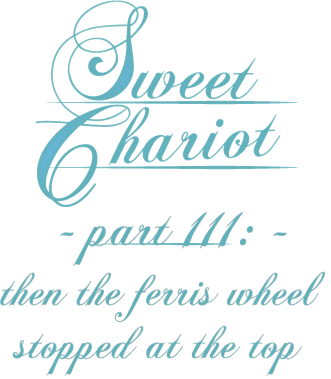 Sweet
Chariot
- part 111: -
then the ferris wheel
stopped at the top